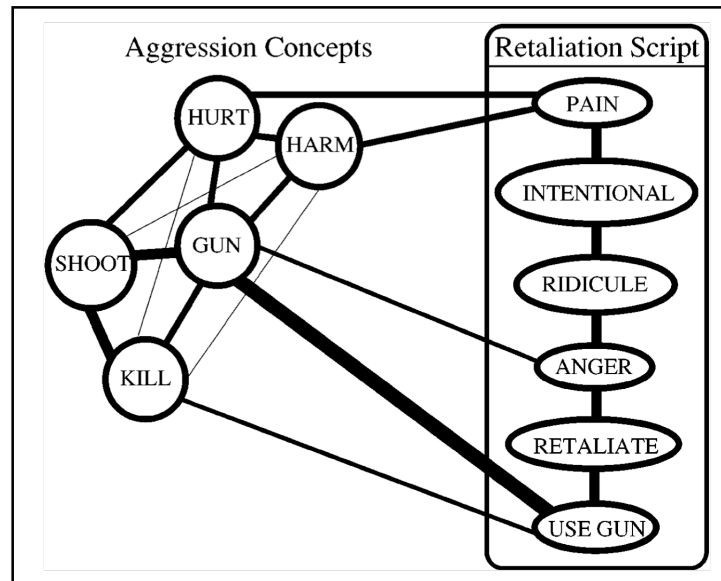 Aggression Concepts
HURT
HARM
GUN
SHOOT
KILL
Retaliation Script
PAIN
INTENTIONAL
RIDICULE
ANGER
RETALIATE
USE GUN